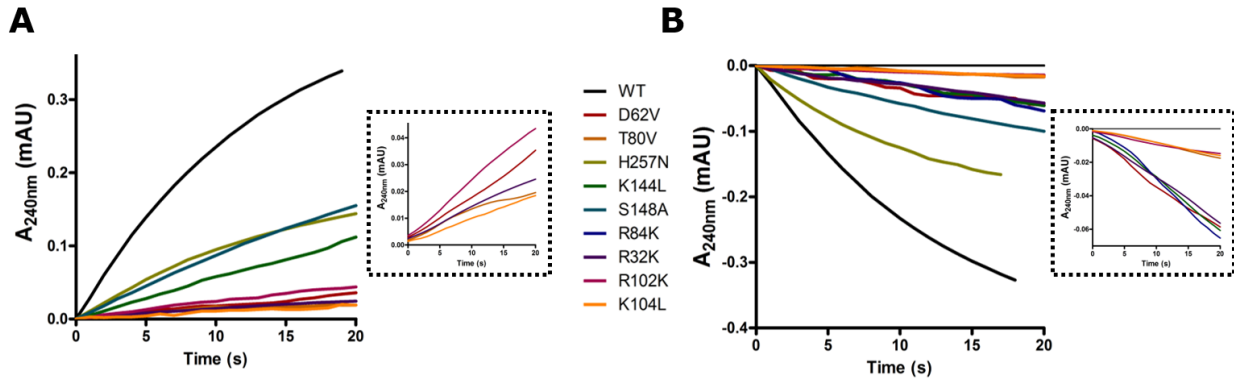 A
A240nm (mAU)
0.3
0.2
0.1
0.0
0
5
10
15
20
Time (s)
A240nm (mAU)
0.04
0.03
0.02
0.01
0.00
0
5
10
15
20
Time (s)
WT
D62V
T80V
H257N
K144L
S148A
R84K
R32K
R102K
K104L
B
A240nm (mAU)
0.0
-0.1
-0.2
-0.3
-0.4
0
5
10
15
20
Time (s)
A240nm (mAU)
0.00
-0.02
-0.04
-0.06
0
5
10
15
20
Time (s)